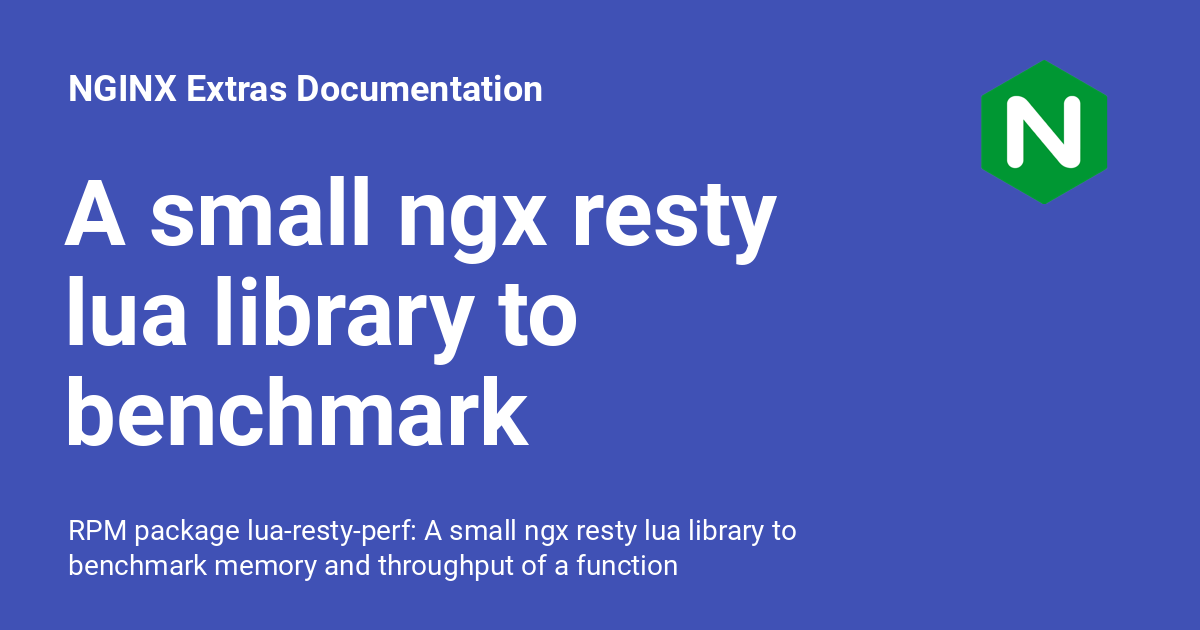 NGINX Extras Documentation
N
A small ngx resty
lua library to
benchmark
RPM package lua-resty-perf: A small ngx resty lua library to
benchmark memory and throughput of a function